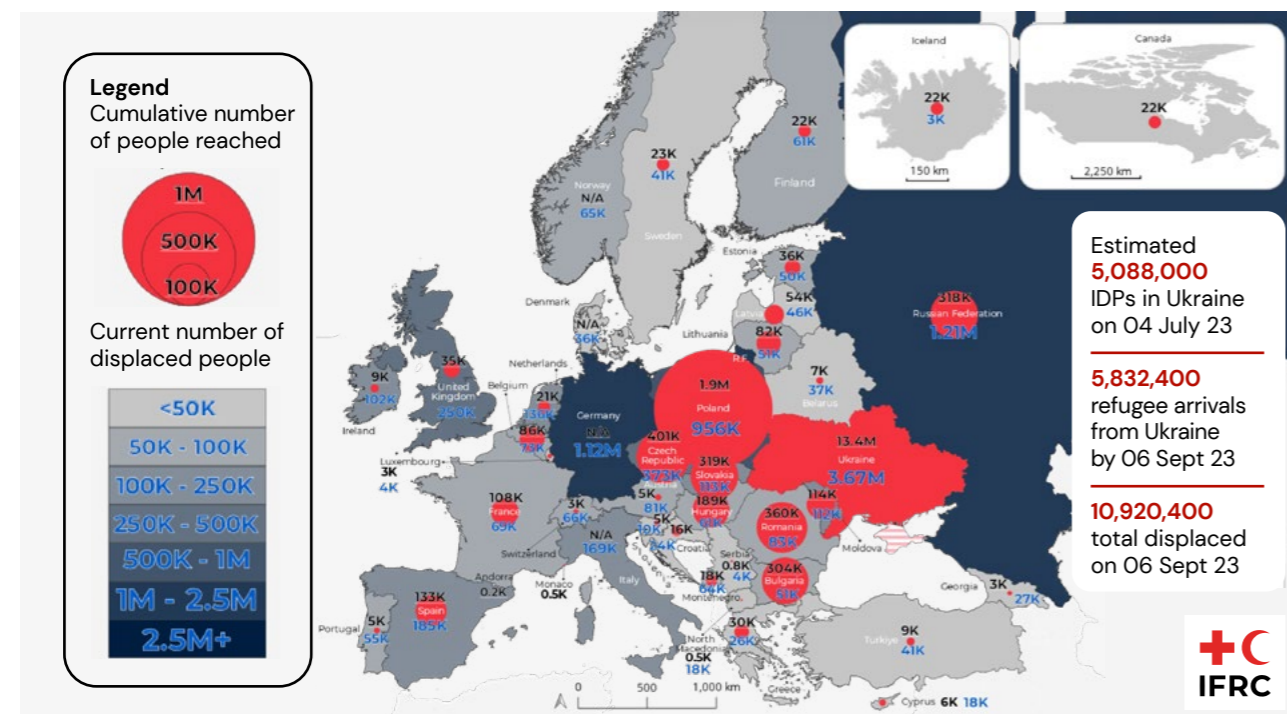 Legend
Cumulative number
of people reached
1M
500K
100K
Current number of
displaced people
<50K
50K - 100K
100K - 250K
250K - 500K
500K - 1M
1M - 2.5M
2.5M+
Iceland
22K
3K
150 km
Canada
22K
2,250 km
Estimated
5,088,000
IDPs in Ukraine
on 04 July 23
5,832,400
refugee arrivals
from Ukraine
by 06 Sept 23
10,920,400
total displaced
on 06 Sept 23
IFRC
Norway
N/A
65K
23K
41K
Sweden
22K
61K
Finland
Estonia
36K
50K
Latvia
54K
46K
Lithuania
82K
51K
R.F.
318K
Russian Federation
1.21M
Denmark
N/A
36K
9K
102K
Ireland
35K
United
Kingdom
250K
Netherlands
21K
Belgium
86K
Luxembourg
3K
4K
Germany
N/A
1.12M
1.9M
Poland
956K
7K
37K
Belarus
401K
Czech
Republic
373K
319K
Slovakia
113K
13.4M
Ukraine
3.67M
Austria
5K
81K
189K
Hungary
61K
114K
Moldova
360K
Romania
83K
108K
France
69K
3K
66K
Switzerland
N/A
169K
Italy
5K
Slovenia
16K
Croatia
Serbia
0.8K
4K
18K
Montenegro
304K
Bulgaria
51K
Andorra
0.2K
Monaco
0.5K
133K
Spain
185K
Portugal
5K
55K
North
Macedonia
0.5K
18K
30K
26K
Greece
Georgia
3K
27K
Türkiye
9K
41K
Cyprus 6K 18K
0 500 1,000 km